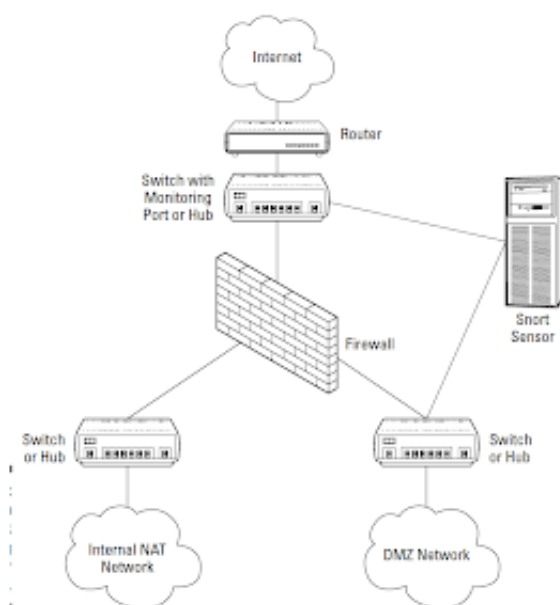 Internet
Router
Switch with
Monitoring
Port or Hub
Snort
Sensor
Firewall
Switch
or Hub
Switch
or Hub
Internal NAT
Network
DMZ Network